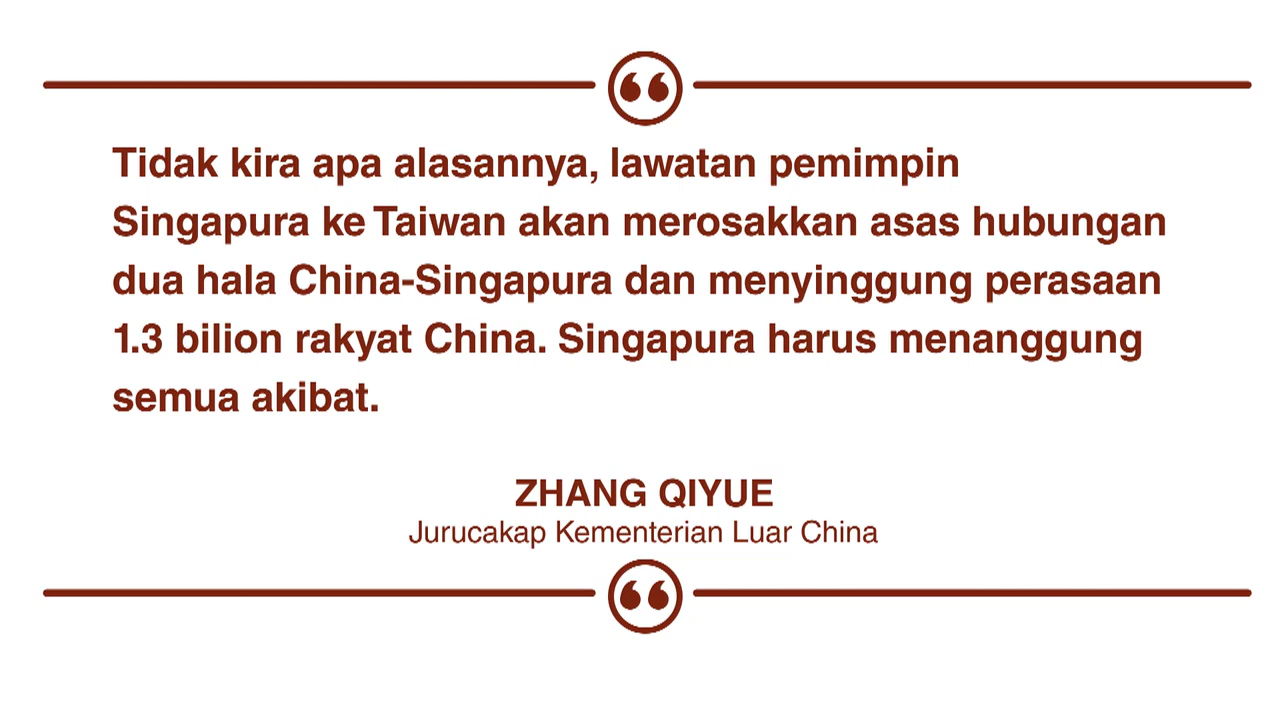 Tidak kira apa alasannya, lawatan pemimpin
Singapura ke Taiwan akan merosakkan asas hubungan
dua hala China-Singapura dan menyinggung perasaan
1.3 bilion rakyat China. Singapura harus menanggung
semua akibat.
ZHANG QIYUE
Jurucakap Kementerian Luar China